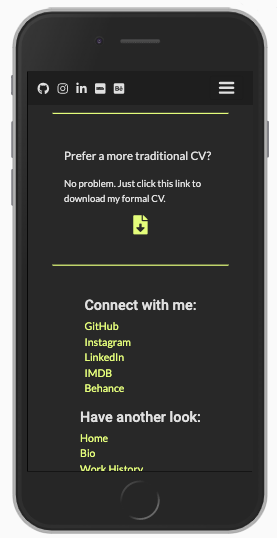 Prefer a more traditional CV?
No problem. Just click this link to
download my formal CV.
Connect with me:
GitHub
Instagram
LinkedIn
IMDB
Behance
Have another look:
Home
Bio
Work History